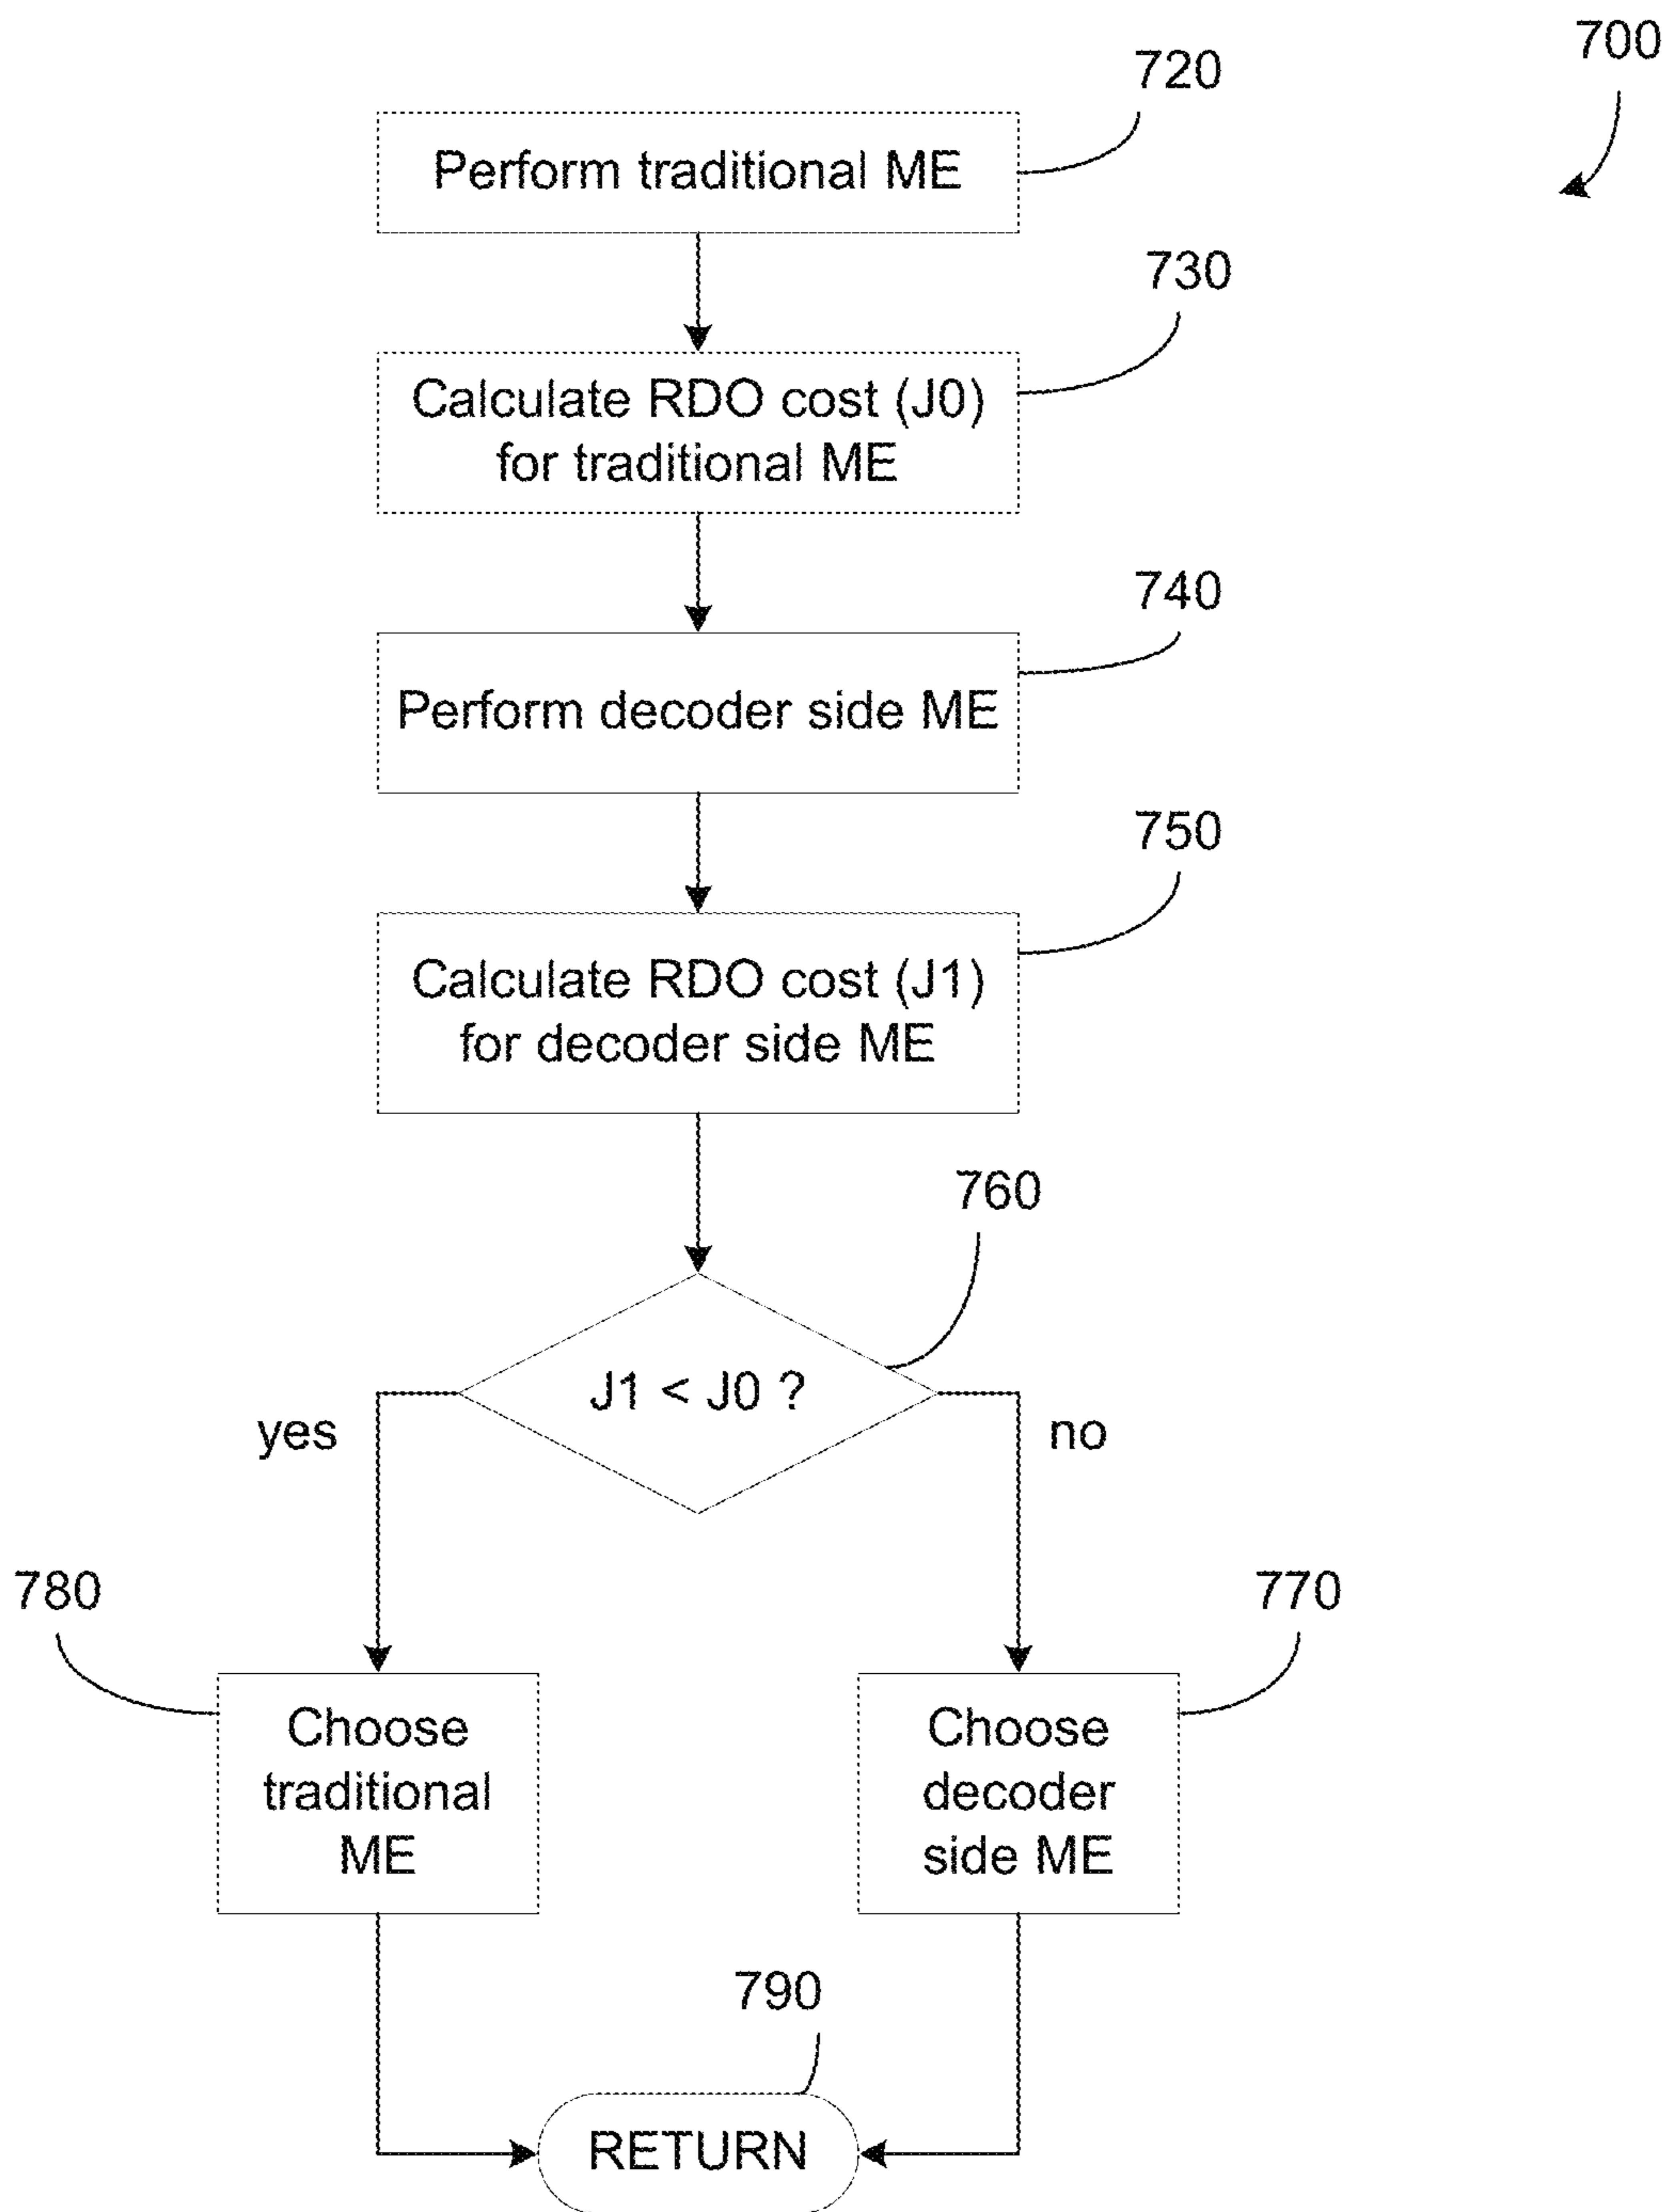 700
720
Perform traditional ME
730
Calculate RDO cost (J0)
for traditional ME
740
Perform decoder side ME
750
Calculate RDO cost (J1)
for decoder side ME
760
J1 < J0 ?
yes
no
780
770
Choose
traditional
ME
Choose
decoder
side ME
790
RETURN